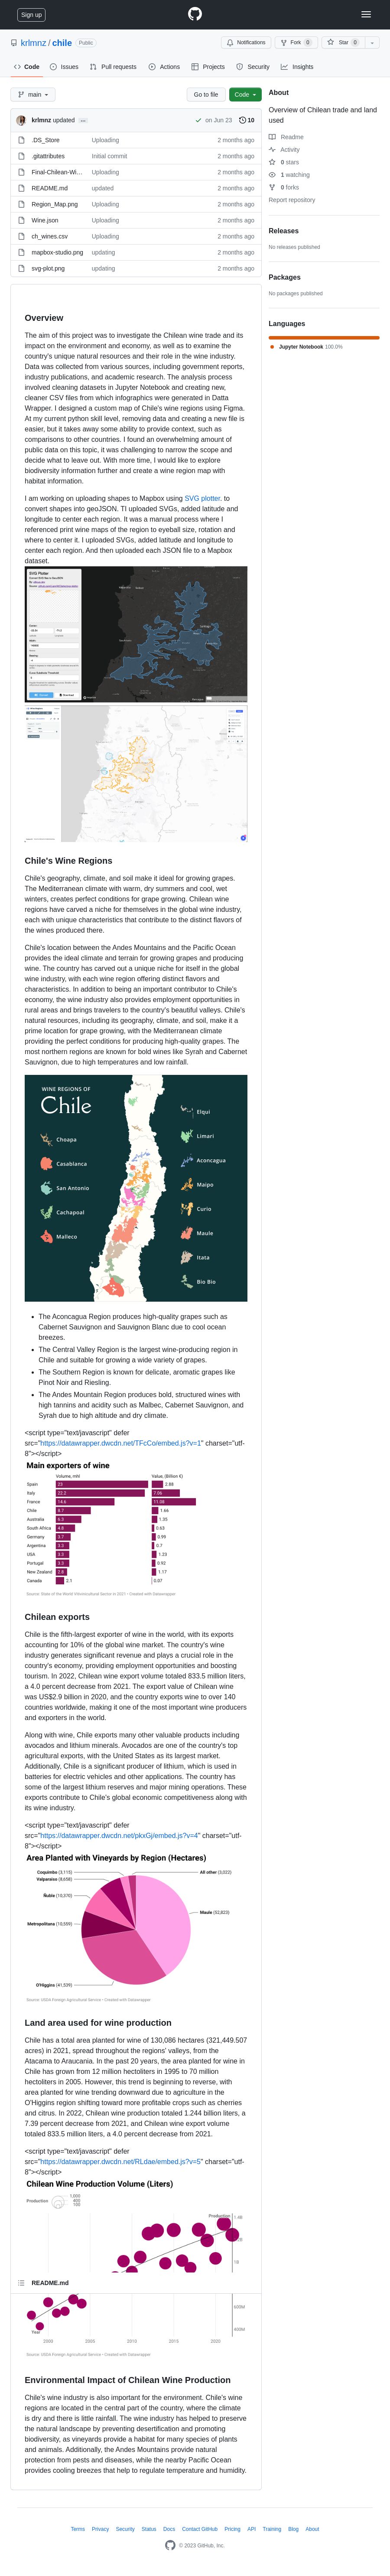 Sign up
krlmnz / chile Public
Notifications
Fork 0
Star 0
Code
Issues
Pull requests
Actions
Projects
Security
Insights
main
Go to file
Code
krlmnz updated ...
on Jun 23
10
.DS_Store Uploading 2 months ago
.gitattributes Initial commit 2 months ago
Final-Chilean-Wi… Uploading 2 months ago
README.md updated 2 months ago
Region_Map.png Uploading 2 months ago
Wine.json Uploading 2 months ago
ch_wines.csv Uploading 2 months ago
mapbox-studio.png updating 2 months ago
svg-plot.png updating 2 months ago
About
Overview of Chilean trade and land
used
Readme
Activity
0 stars
1 watching
0 forks
Report repository
Releases
No releases published
Packages
No packages published
Languages
Jupyter Notebook 100.0%
Overview
The aim of this project was to investigate the Chilean wine trade and its
impact on the environment and economy, as well as to examine the
country's unique natural resources and their role in the wine industry.
Data was collected from various sources, including government reports,
industry publications, and academic research. The analysis process
involved cleaning datasets in Jupyter Notebook and creating new,
cleaner CSV files from which infographics were generated in Datta
Wrapper. I designed a custom map of Chile's wine regions using Figma.
At my current python skill level, removing data and creating a new file is
easier, but it takes away some ability to explore contrast, such as
comparisons to other countries. I found it satisfying to have a lot of
public data on this topic, it was challenging to narrow the scope and
decide what to leave out. With more time, I would like to explore
biodiversity information further and create a wine region map with
habitat information.
I am working on uploading shapes to Mapbox using SVG plotter. to
convert shapes into geoJSON. TI uploaded SVGs, added latitude and
longitude to center each region. It was a manual process where I
referenced print wine maps of the region to eyeball size, rotation and
where to center it. I uploaded SVGs, added latitude and longitude to
center each region. And then uploaded each JSON file to a Mapbox
dataset.
SVG Plotter
Chile's Wine Regions
Chile's geography, climate, and soil make it ideal for growing grapes.
The Mediterranean climate with warm, dry summers and cool, wet
winters, creates perfect conditions for grape growing. Chilean wine
regions have carved a niche for themselves in the global wine industry,
each with unique characteristics that contribute to the distinct flavors of
the wines produced there.
Chile's location between the Andes Mountains and the Pacific Ocean
provides the ideal climate and terrain for growing grapes and producing
wine. The country has carved out a unique niche for itself in the global
wine industry, with each wine region offering distinct flavors and
characteristics. In addition to being an important contributor to Chile's
economy, the wine industry also provides employment opportunities in
rural areas and brings travelers to the country's beautiful valleys. Chile's
natural resources, including its geography, climate, and soil, make it a
prime location for grape growing, with the Mediterranean climate
providing the perfect conditions for producing high-quality grapes. The
most northern regions are known for bold wines like Syrah and Cabernet
Sauvignon, due to high temperatures and low rainfall.
WINE REGIONS OF
Chile
Choapa
Casablanca
San Antonio
Cachapoal
Malleco
Elqui
Limari
Aconcagua
Maipo
Curio
Maule
Itata
Bio Bio
The Aconcagua Region produces high-quality grapes such as
Cabernet Sauvignon and Sauvignon Blanc due to cool ocean
breezes.
The Central Valley Region is the largest wine-producing region in
Chile and suitable for growing a wide variety of grapes.
The Southern Region is known for delicate, aromatic grapes like
Pinot Noir and Riesling.
The Andes Mountain Region produces bold, structured wines with
high tannins and acidity such as Malbec, Cabernet Sauvignon, and
Syrah due to high altitude and dry climate.
<script type="text/javascript" defer
src="https://datawrapper.dwcdn.net/TFcCo/embed.js?v=1" charset="utf-
8"></script>
Main exporters of wine
Volume, mhl
Value, (Billion €)
Spain 23 2.88
Italy 22.2 7.06
France 14.6 11.08
Chile 8.7 1.66
Australia 6.3 1.35
South Africa 4.8 0.63
Germany 3.7 0.99
Argentina 3.3 0.7
USA 3.3 1.23
Portugal 3.3 0.92
New Zealand 2.8 1.17
Canada 2.1 0.07
Source: State of the World Vitivinicultural Sector in 2021 • Created with Datawrapper
Chilean exports
Chile is the fifth-largest exporter of wine in the world, with its exports
accounting for 10% of the global wine market. The country's wine
industry generates significant revenue and plays a crucial role in the
country's economy, providing employment opportunities and boosting
tourism. In 2022, Chilean wine export volume totaled 833.5 million liters,
a 4.0 percent decrease from 2021. The export value of Chilean wine
was US$2.9 billion in 2020, and the country exports wine to over 140
countries worldwide, making it one of the most important wine producers
and exporters in the world.
Along with wine, Chile exports many other valuable products including
avocados and lithium minerals. Avocados are one of the country's top
agricultural exports, with the United States as its largest market.
Additionally, Chile is a significant producer of lithium, which is used in
batteries for electric vehicles and other applications. The country has
some of the largest lithium reserves and major mining operations. These
exports contribute to Chile's global economic competitiveness along with
its wine industry.
<script type="text/javascript" defer
src="https://datawrapper.dwcdn.net/pkxGj/embed.js?v=4" charset="utf-
8"></script>
Area Planted with Vineyards by Region (Hectares)
Coquimbo (3,115)
Valparaíso (8,658)
Ñuble (10,370)
Metropolitana (10,559)
O'Higgins (41,539)
All other (3,022)
Maule (52,823)
Source: USDA Foreign Agricultural Service • Created with Datawrapper
Land area used for wine production
Chile has a total area planted for wine of 130,086 hectares (321,449.507
acres) in 2021, spread throughout the regions' valleys, from the
Atacama to Araucania. In the past 20 years, the area planted for wine in
Chile has grown from 12 million hectoliters in 1995 to 70 million
hectoliters in 2005. However, this trend is beginning to reverse, with
area planted for wine trending downward due to agriculture in the
O'Higgins region shifting toward more profitable crops such as cherries
and citrus. In 2022, Chilean wine production totaled 1.244 billion liters, a
7.39 percent decrease from 2021, and Chilean wine export volume
totaled 833.5 million liters, a 4.0 percent decrease from 2021.
<script type="text/javascript" defer
src="https://datawrapper.dwcdn.net/RLdae/embed.js?v=5" charset="utf-
8"></script>
Chilean Wine Production Volume (Liters)
Production
Production
1.4B
1B
README.md
600M
400M
Year
2000 2005 2010 2015 2020
Source: USDA Foreign Agricultural Service • Created with Datawrapper
Environmental Impact of Chilean Wine Production
Chile's wine industry is also important for the environment. Chile's wine
regions are located in the central part of the country, where the climate
is dry and there is little rainfall. The wine industry has helped to preserve
the natural landscape by preventing desertification and promoting
biodiversity, as vineyards provide a habitat for many species of plants
and animals. Additionally, the Andes Mountains provide natural
protection from pests and diseases, while the nearby Pacific Ocean
provides cooling breezes that help to regulate temperature and humidity.
Terms Privacy Security Status Docs Contact GitHub Pricing API Training Blog About
© 2023 GitHub, Inc.